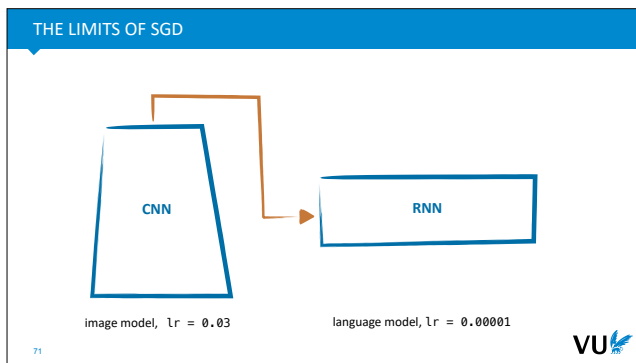 THE LIMITS OF SGD
CNN
RNN
image model, lr = 0.03
language model, lr = 0.00001
71
VU